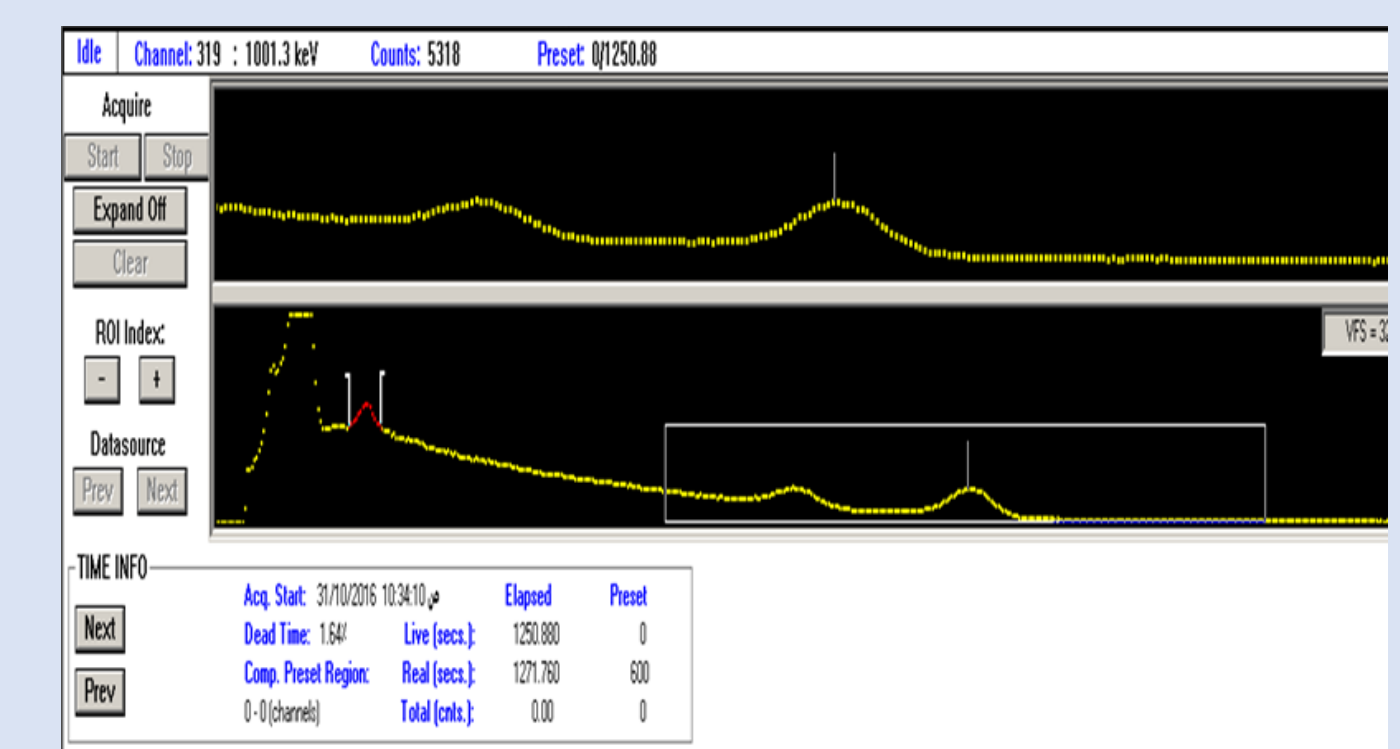 Idle Channel: 319 : 1001.3 keV Counts: 5318 Preset: 0/1250.88
Acquire
Start Stop
Expand Off
Clear
ROI Index:
- +
Datasource
Prev Next
VFS = 32
TIME INFO
Acq. Start: 31/10/2016 10:34:10 ص Elapsed Preset
Next
Dead Time: 1.64% Live (secs.): 1250.880 0
Comp. Preset Region: Real (secs.): 1271.760 600
Prev
0 - 0 (channels) Total (cnts.): 0.00 0